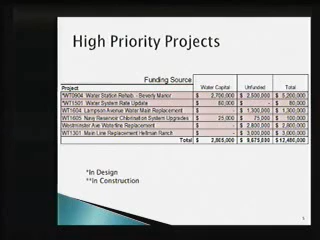 High Priority Projects
Funding Source
Project Water Capital Unfunded Total
*WT0904 Water Station Rehab. - Beverly Manor $ 2,700,000 $ 2,500,000 $ 5,200,000
*WT1501 Water System Rate Update $ 80,000 $ - $ 80,000
WT1604 Lampson Avenue Water Main Replacement $ - $ 1,300,000 $ 1,300,000
WT1605 Navy Reservoir Chlorination System Upgrades $ 25,000 $ 75,000 $ 100,000
Westminster Ave Waterline Replacement $ - $ 2,800,000 $ 2,800,000
WT1301 Main Line Replacement Hellman Ranch $ - $ 3,000,000 $ 3,000,000
Total $ 2,805,000 $ 9,675,000 $12,480,000
*In Design
**In Construction